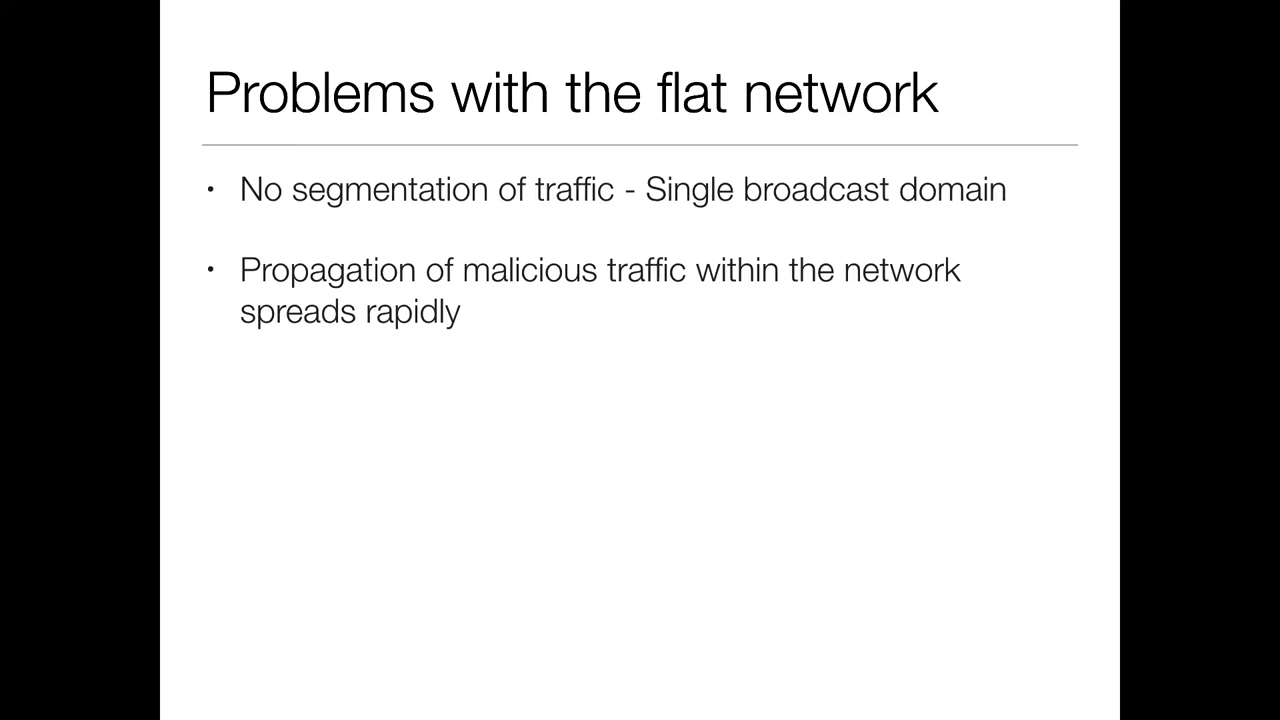 Problems with the flat network
• No segmentation of traffic - Single broadcast domain
• Propagation of malicious traffic within the network
spreads rapidly